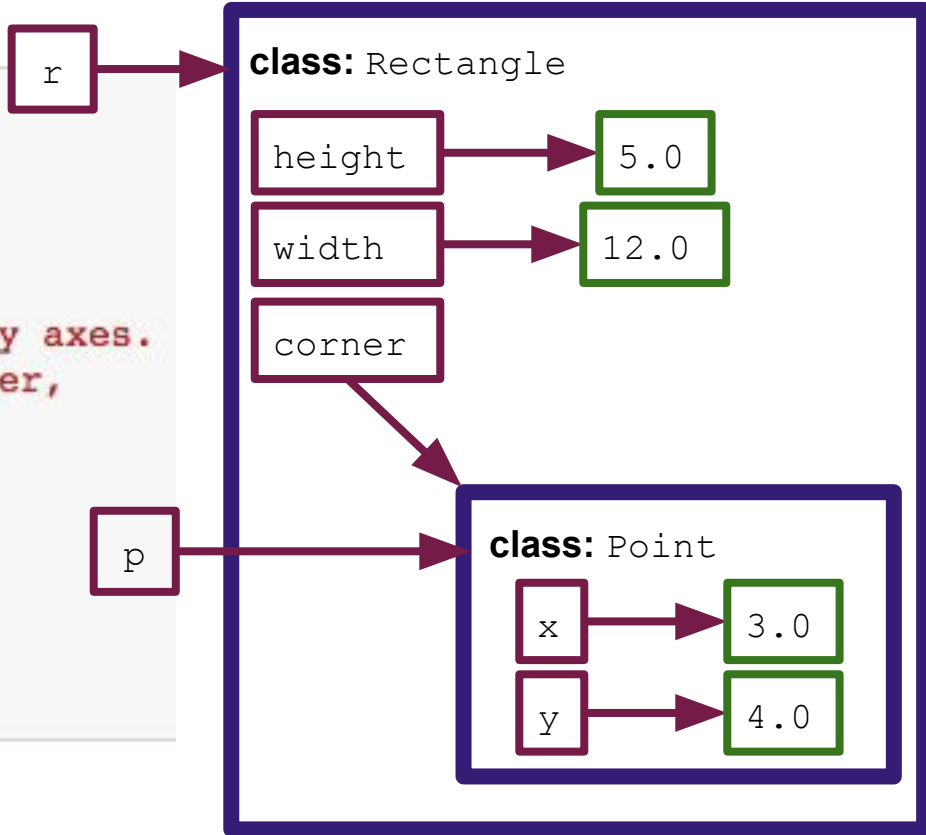 r
class: Rectangle
height 5.0
width 12.0
corner
y axes.
er,
p
class: Point
x 3.0
y 4.0